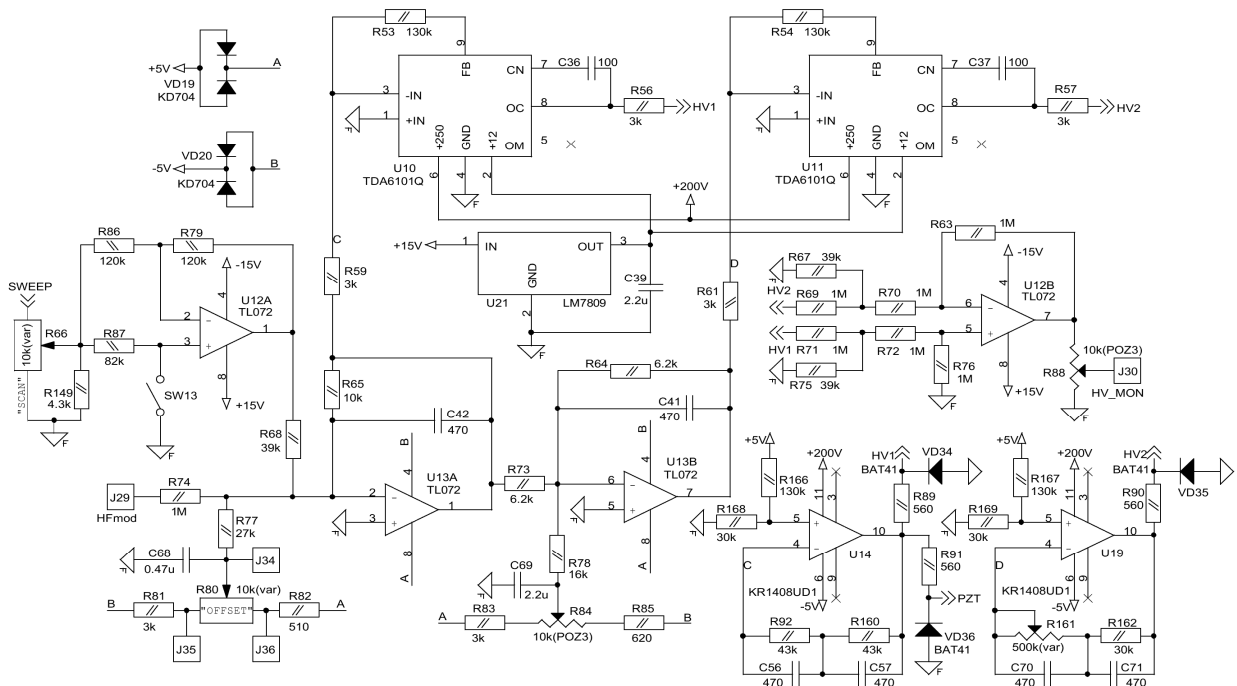 R53 130k
R54 130k
+5V
A
VD19
KD704
9
FB
C36
100
CN
7
-IN
3
OC
8
R56
3k
HV1
+IN
1
+250
GND
+12
OM
5
F
U10
TDA6101Q
6
4
2
F
9
FB
C37
100
CN
7
-IN
3
OC
8
R57
3k
HV2
+IN
1
+250
GND
+12
OM
5
F
U11
TDA6101Q
6
4
2
F
VD20
-5V
B
KD704
+200V
R86
120k
R79
120k
-15V
4
U12A
TL072
2
3
1
8
+15V
SWEEP
R66
10k(var)
"SCAN"
R87
82k
R149
4.3k
SW13
F
F
C
R59
3k
+15V
1
IN
OUT
3
GND
2
U21
LM7809
C39
2.2u
F
D
R61
3k
R63
1M
R67 39k
F
HV2
R69 1M
R70 1M
-15V
4
U12B
TL072
6
5
7
8
+15V
HV1
R71 1M
R72 1M
R75 39k
F
R76
1M
F
10k(POZ3)
R88
J30
HV_MON
F
R65
10k
R64 6.2k
C42
470
C41
470
R68
39k
J29
HFmod
R74
1M
B
4
U13A
TL072
2
3
1
8
A
F
R73
6.2k
B
4
U13B
TL072
6
5
7
8
A
F
R77
27k
C68
0.47u
F
J34
R80
10k(var)
B
R81
3k
"OFFSET"
R82
510
A
J35
J36
R78
16k
C69
2.2u
F
A
R83
3k
R84
10k(POZ3)
R85
620
B
+5V
R166
130k
+200V
11
3
R168
30k
F
5
4
10
U14
6
9
KR1408UD1
-5V
C
HV1
BAT41
VD34
R89
560
R91
560
PZT
VD36
BAT41
F
R92
43k
R160
43k
C56
470
C57
470
+5V
R167
130k
+200V
11
3
R169
30k
F
5
4
10
U19
6
9
KR1408UD1
-5V
D
HV2
BAT41
VD35
R90
560
R161
500k(var)
R162
30k
C70
470
C71
470